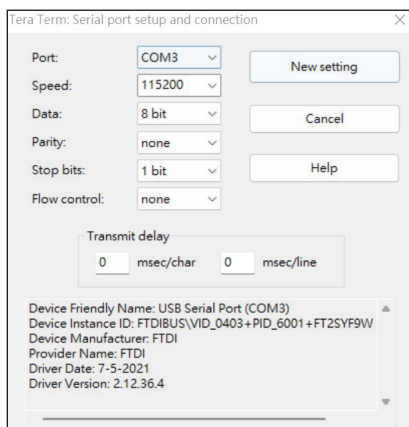 Tera Term: Serial port setup and connection
Port: COM3 New setting
Speed: 115200
Data: 8 bit Cancel
Parity: none
Stop bits: 1 bit Help
Flow control: none
Transmit delay
0 msec/char 0 msec/line
Device Friendly Name: USB Serial Port (COM3)
Device Instance ID: FTDIBUS\VID_0403+PID_6001+FT2SYF9W
Device Manufacturer: FTDI
Provider Name: FTDI
Driver Date: 7-5-2021
Driver Version: 2.12.36.4